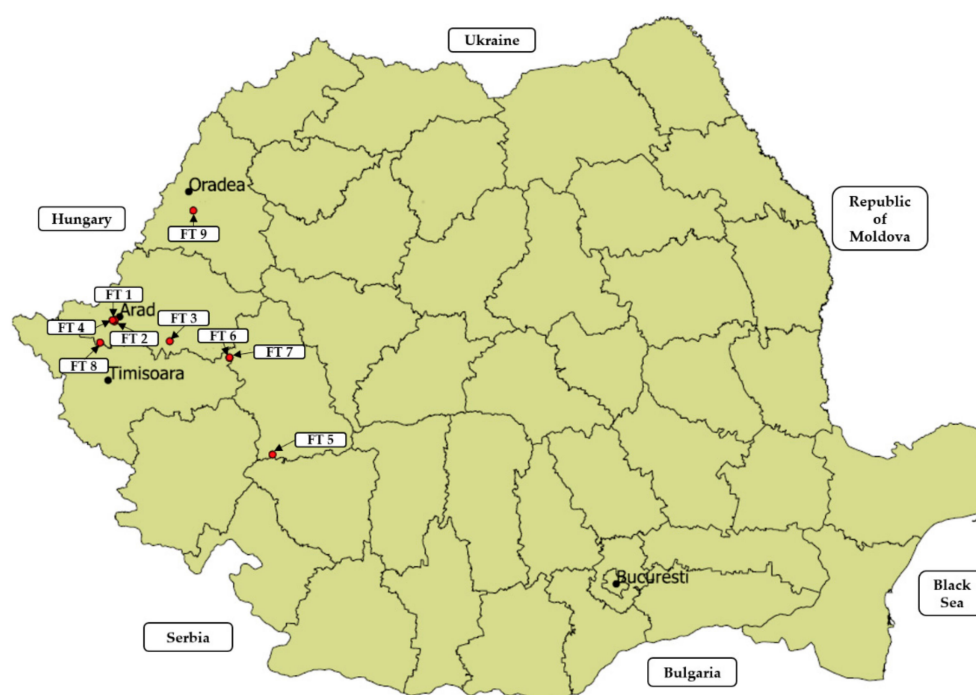 Ukraine
Oradea
Hungary
FT 9
Republic
of
Moldova
FT 1
Arad
FT 4
FT 2
FT 3
FT 6
FT 7
FT 8
Timisoara
FT 5
Bucuresti
Black
Sea
Serbia
Bulgaria